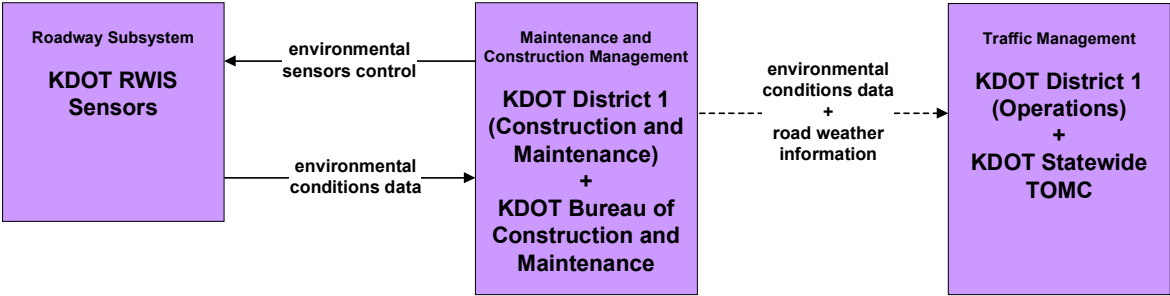 Roadway Subsystem
KDOT RWIS
Sensors
environmental
sensors control
environmental
conditions data
Maintenance and
Construction Management
KDOT District 1
(Construction and
Maintenance)
+
KDOT Bureau of
Construction and
Maintenance
environmental
conditions data
+
road weather
information
Traffic Management
KDOT District 1
(Operations)
+
KDOT Statewide
TOMC